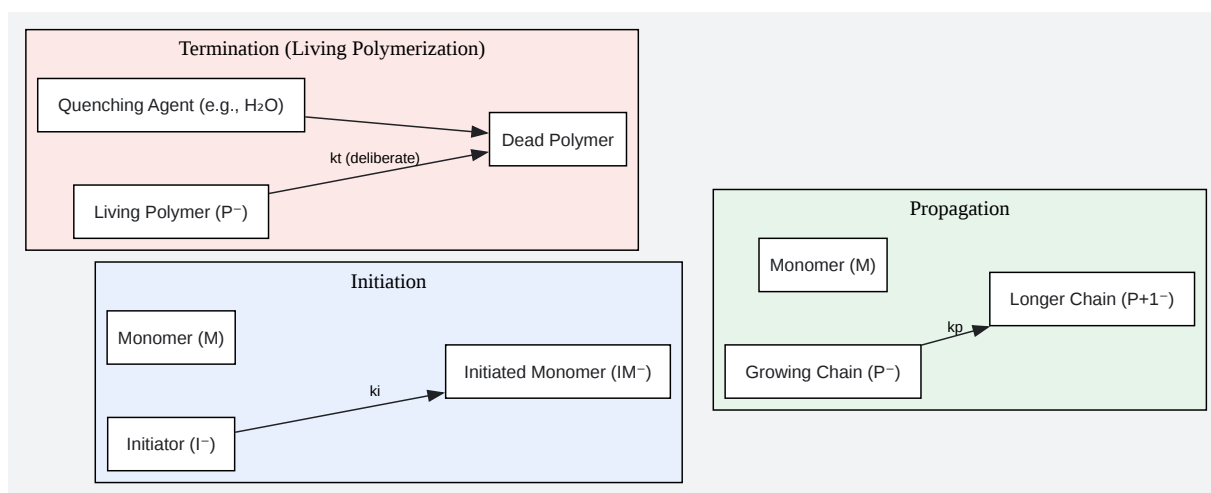 Termination (Living Polymerization)
Quenching Agent (e.g., H₂O)
Dead Polymer
kt (deliberate)
Living Polymer (P⁻)
Initiation
Monomer (M)
Initiated Monomer (IM⁻)
ki
Initiator (I⁻)
Propagation
Monomer (M)
Longer Chain (P+1⁻)
kp
Growing Chain (P⁻)